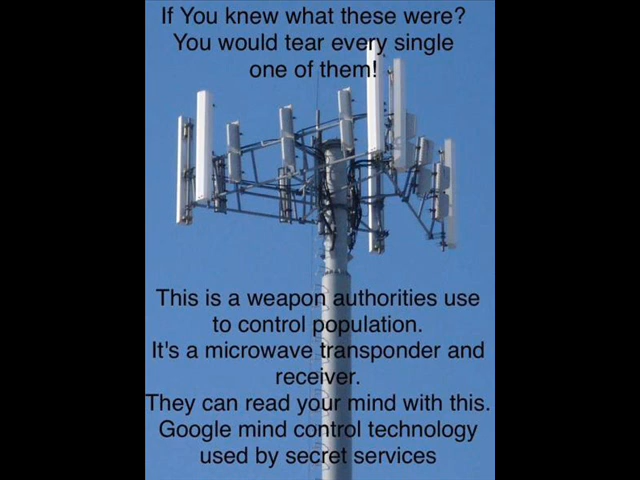 If You knew what these were?
You would tear every single
one of them!
This is a weapon authorities use
to control population.
It's a microwave transponder and
receiver.
They can read your mind with this.
Google mind control technology
used by secret services